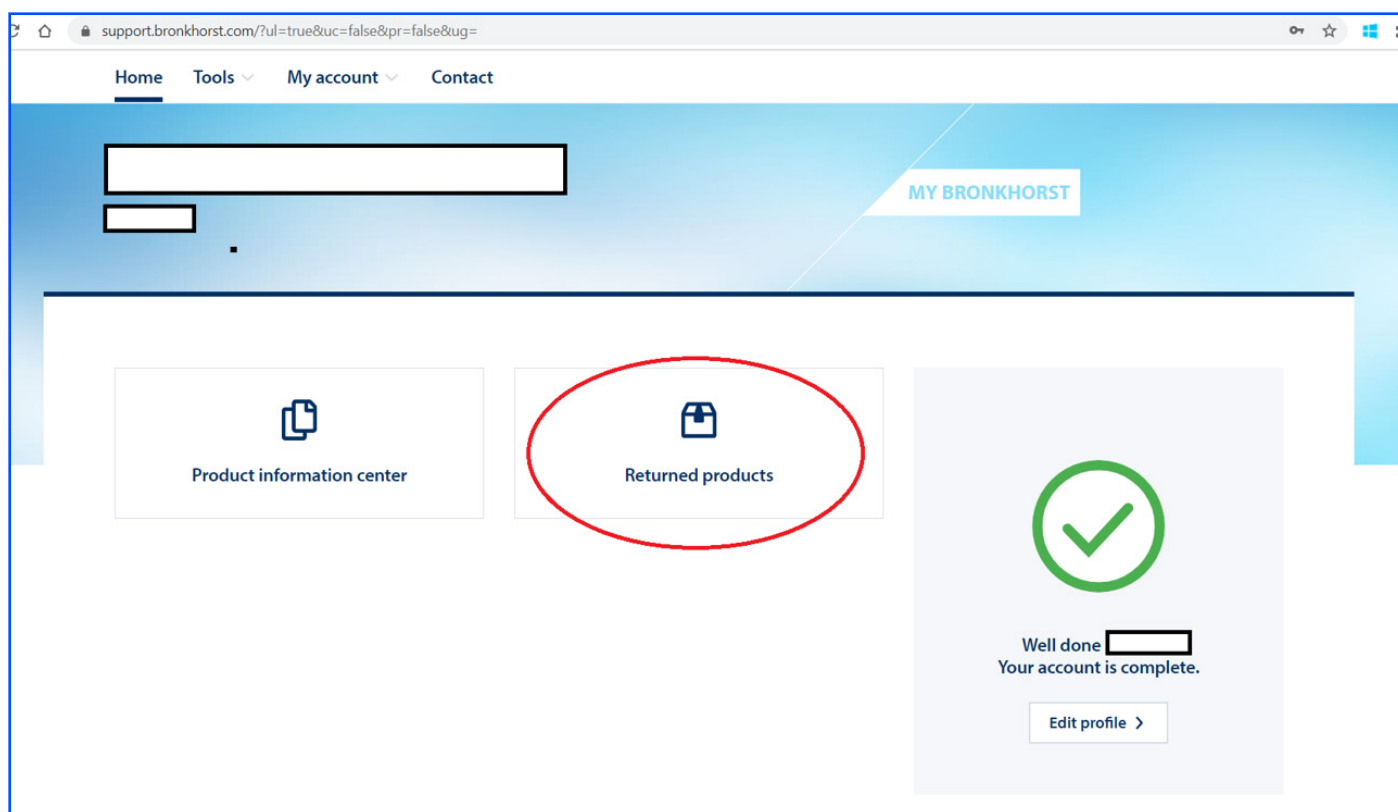 support.bronkhorst.com/?ul=true&uc=false&pr=false&ug=
Home Tools My account Contact
MY BRONKHORST
Product information center
Returned products
Well done
Your account is complete.
Edit profile